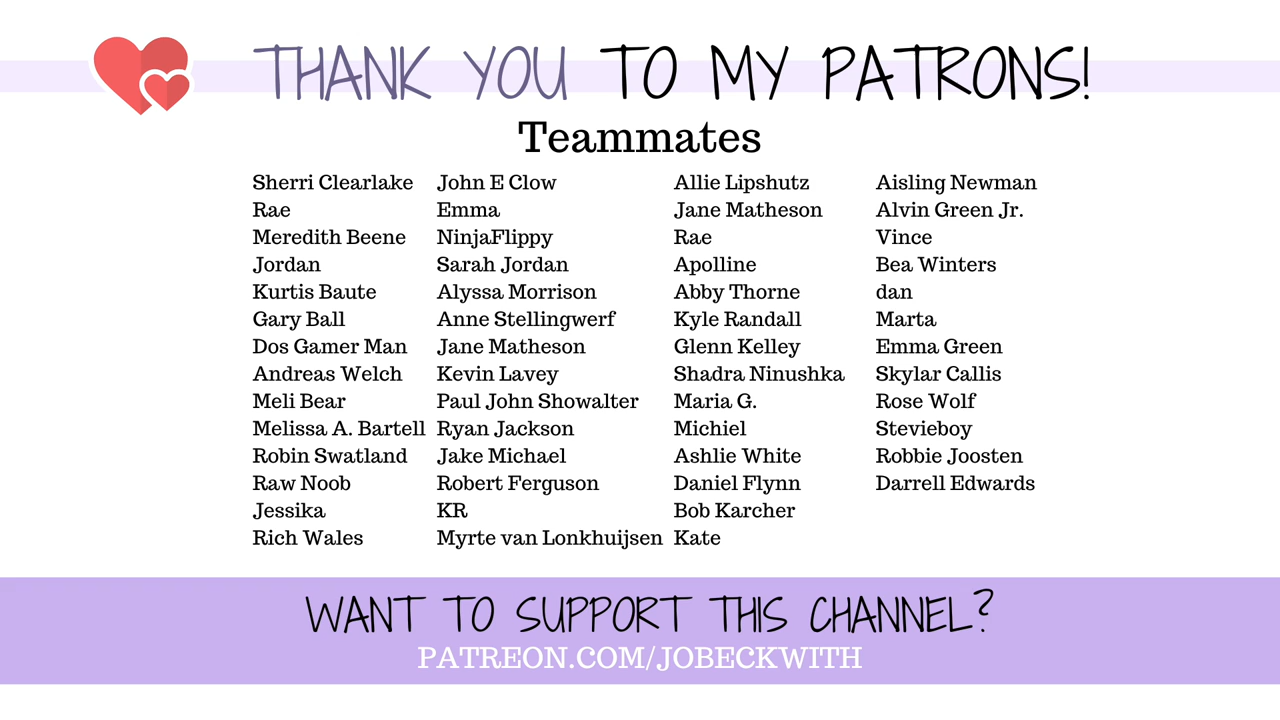 THANK YOU TO MY PATRONS!
Teammates
Sherri Clearlake
Rae
Meredith Beene
Jordan
Kurtis Baute
Gary Ball
Dos Gamer Man
Andreas Welch
Meli Bear
Melissa A. Bartell
Robin Swatland
Raw Noob
Jessika
Rich Wales
John E Clow
Emma
NinjaFlippy
Sarah Jordan
Alyssa Morrison
Anne Stellingwerf
Jane Matheson
Kevin Lavey
Paul John Showalter
Ryan Jackson
Jake Michael
Robert Ferguson
KR
Myrte van Lonkhuijsen
Allie Lipshutz
Jane Matheson
Rae
Apolline
Abby Thorne
Kyle Randall
Glenn Kelley
Shadra Ninushka
Maria G.
Michiel
Ashlie White
Daniel Flynn
Bob Karcher
Kate
Aisling Newman
Alvin Green Jr.
Vince
Bea Winters
dan
Marta
Emma Green
Skylar Callis
Rose Wolf
Stevieboy
Robbie Joosten
Darrell Edwards
WANT TO SUPPORT THIS CHANNEL?
PATREON.COM/JOBECKWITH